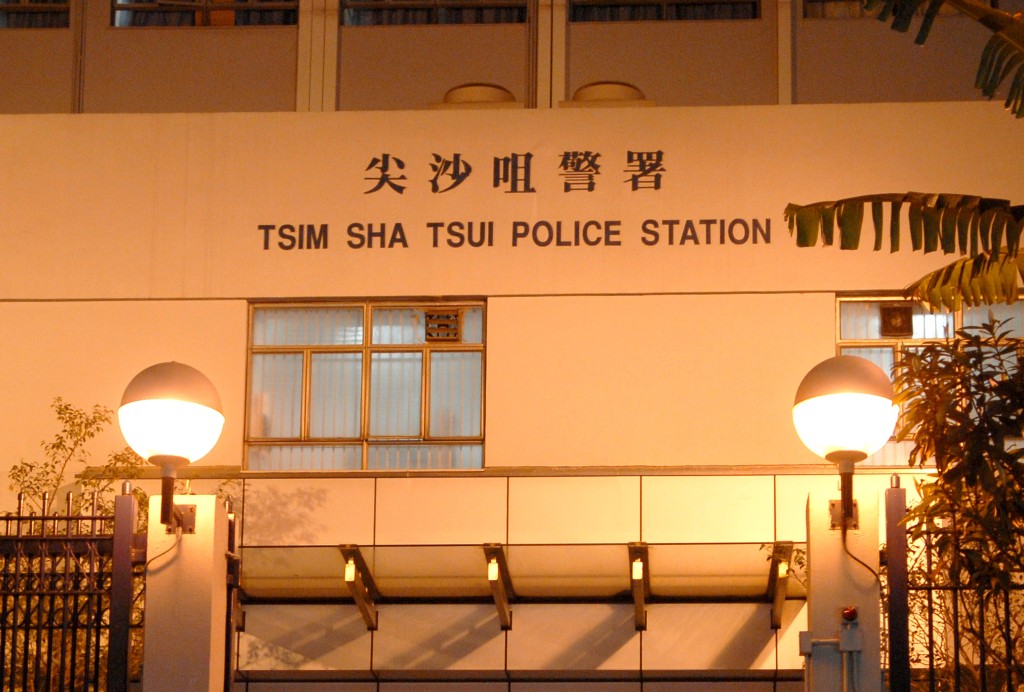 尖沙咀警署
TSIM SHA TSUI POLICE STATION